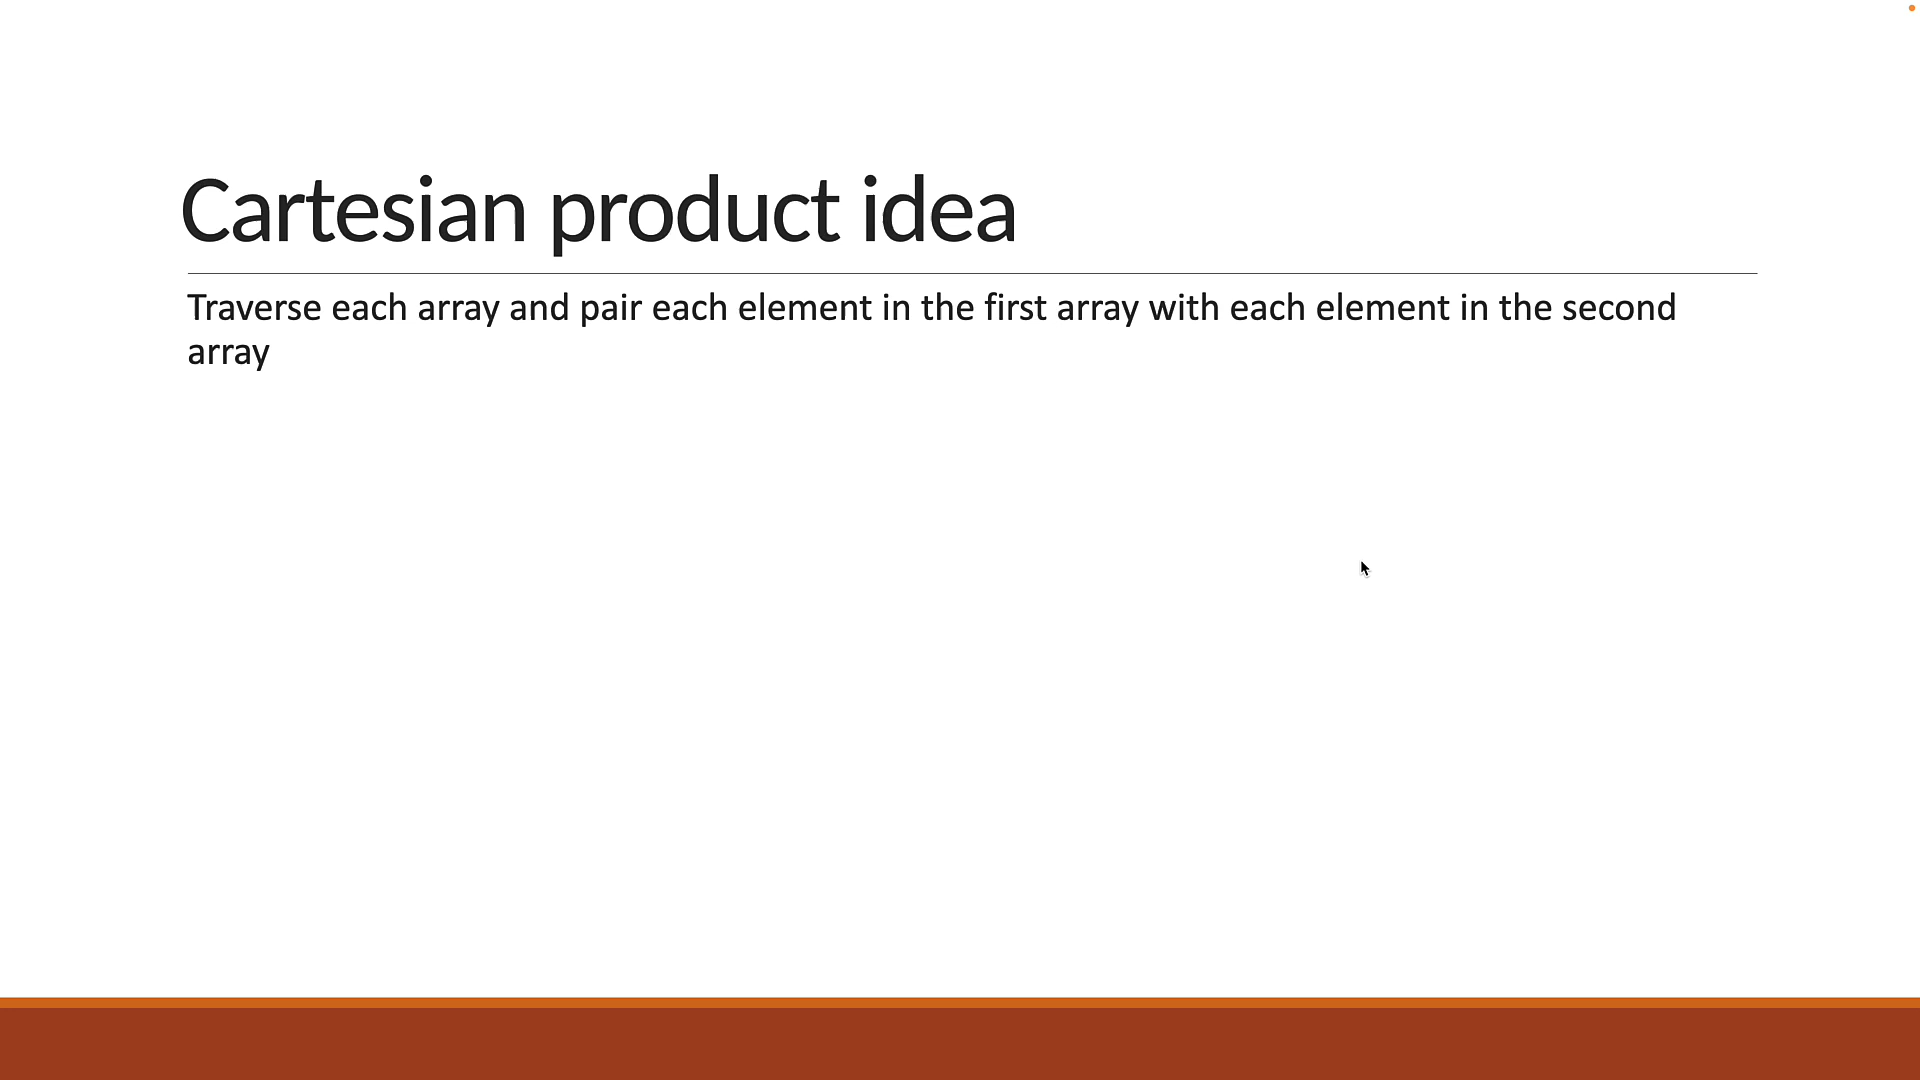 Cartesian product idea
Traverse each array and pair each element in the first array with each element in the second
array